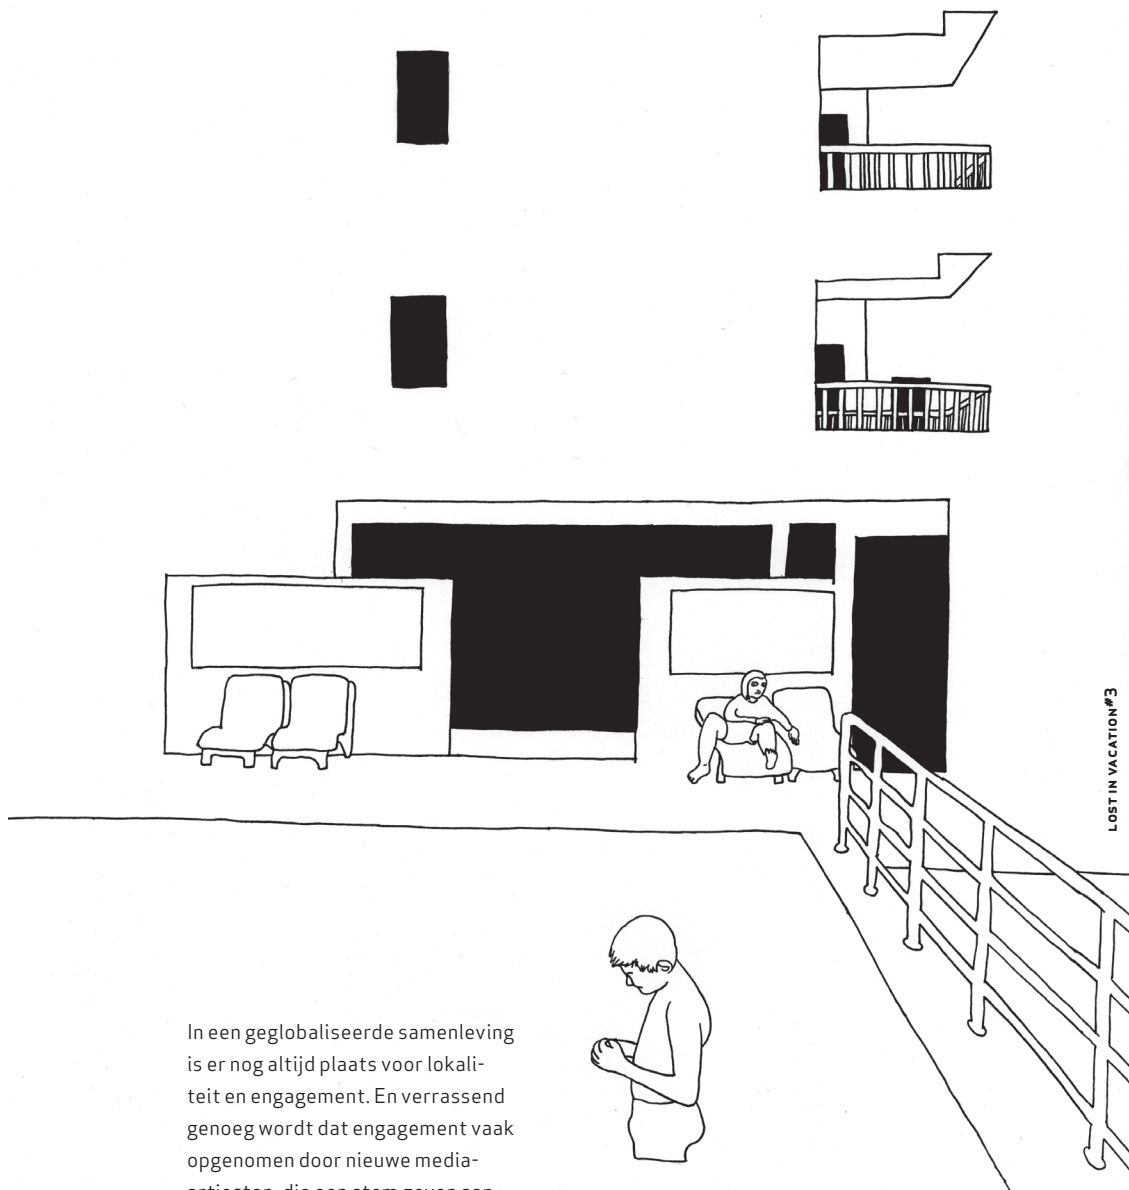 LOST IN VACATION#3
In een geglobaliseerde samenleving
is er nog altijd plaats voor lokali-
teit en engagement. En verrassend
genoeg wordt dat engagement vaak
opgenomen door nieuwe media-